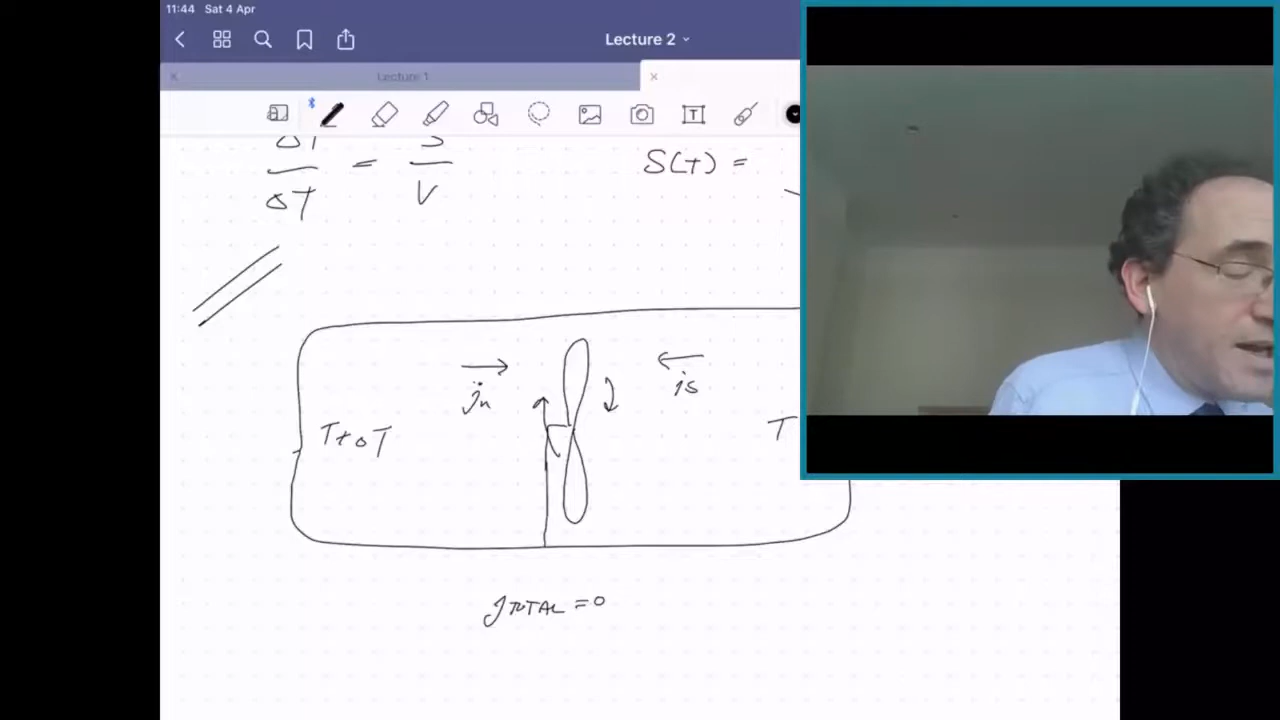 11:44 Sat 4 Apr
Lecture 2
Lecture 1
T
ΔT = S
ΔT V
S(T) =
jn
js
T+ΔT
T
jTOTAL = 0